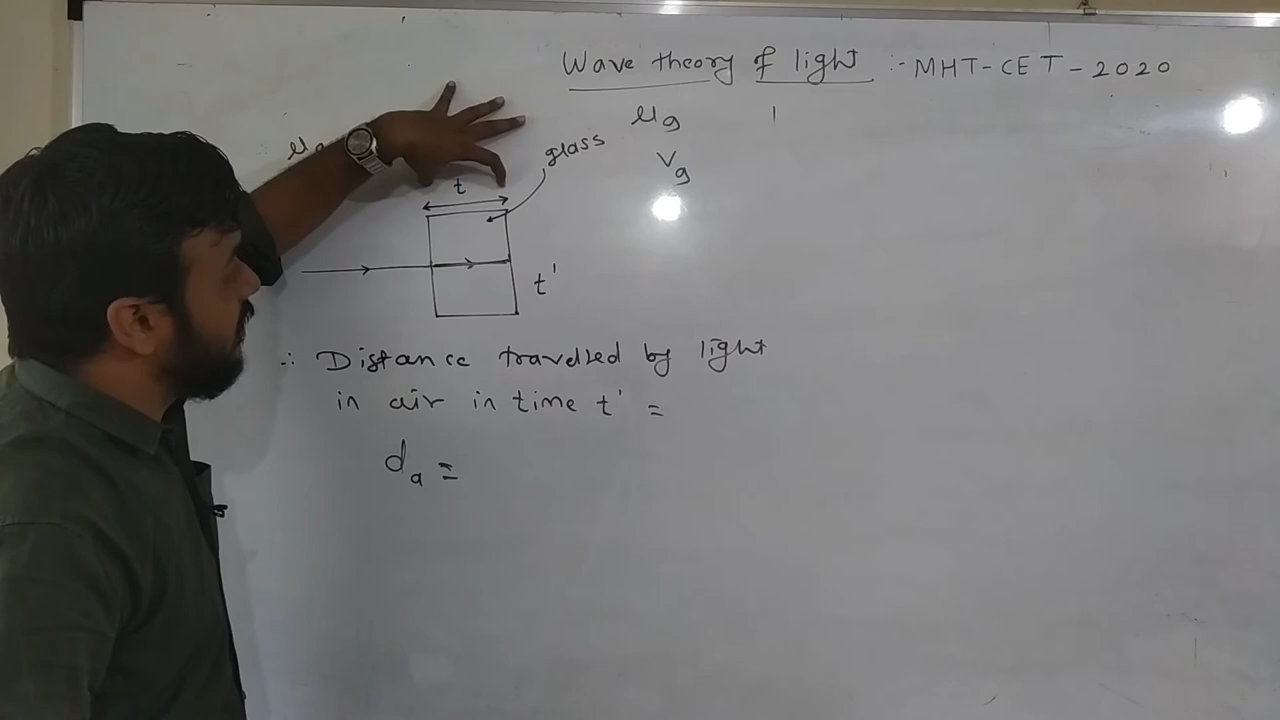 Wave theory of light :- MHT-CET-2020
μg 1
Vg
glass
t
t'
∴ Distance travelled by light
in air in time t' =
da =